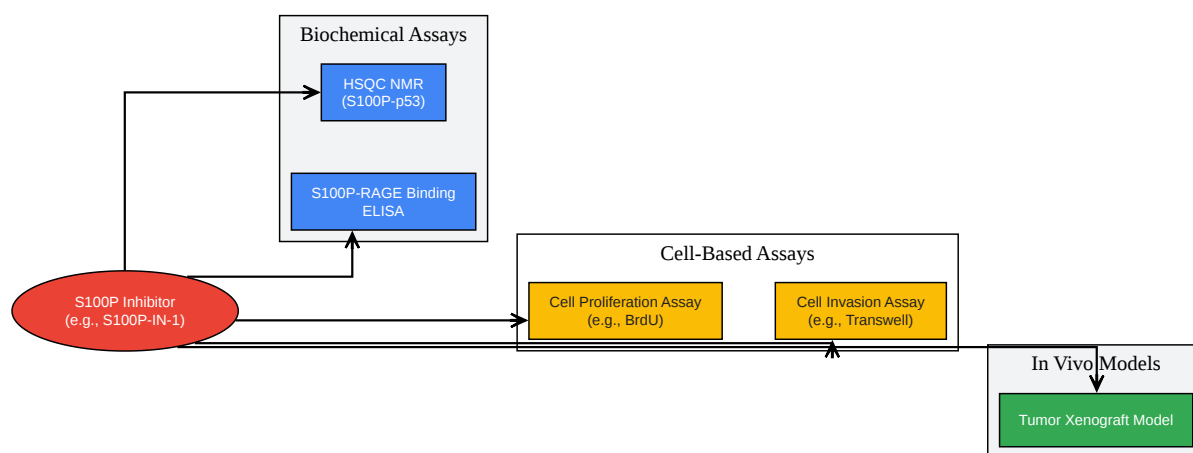 Biochemical Assays
HSQC NMR
(S100P-p53)
S100P-RAGE Binding
ELISA
S100P Inhibitor
(e.g., S100P-IN-1)
Cell-Based Assays
Cell Proliferation Assay
(e.g., BrdU)
Cell Invasion Assay
(e.g., Transwell)
In Vivo Models
Tumor Xenograft Model